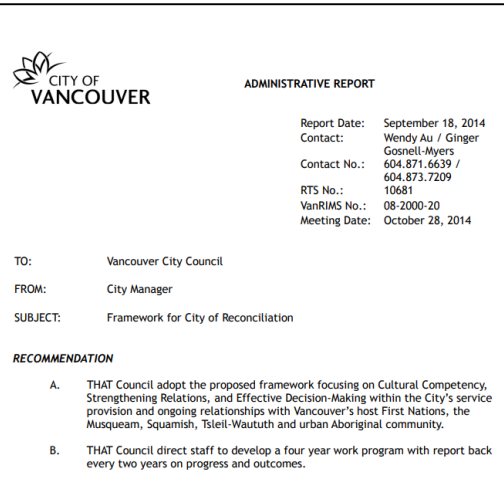 CITY OF
VANCOUVER
ADMINISTRATIVE REPORT
Report Date: September 18, 2014
Contact: Wendy Au / Ginger
Gosnell-Myers
Contact No.: 604.871.6639 /
604.873.7209
RTS No.: 10681
VanRIMS No.: 08-2000-20
Meeting Date: October 28, 2014
TO: Vancouver City Council
FROM: City Manager
SUBJECT: Framework for City of Reconciliation
RECOMMENDATION
A. THAT Council adopt the proposed framework focusing on Cultural Competency,
Strengthening Relations, and Effective Decision-Making within the City's service
provision and ongoing relationships with Vancouver's host First Nations, the
Musqueam, Squamish, Tsleil-Waututh and urban Aboriginal community.
B. THAT Council direct staff to develop a four year work program with report back
every two years on progress and outcomes.